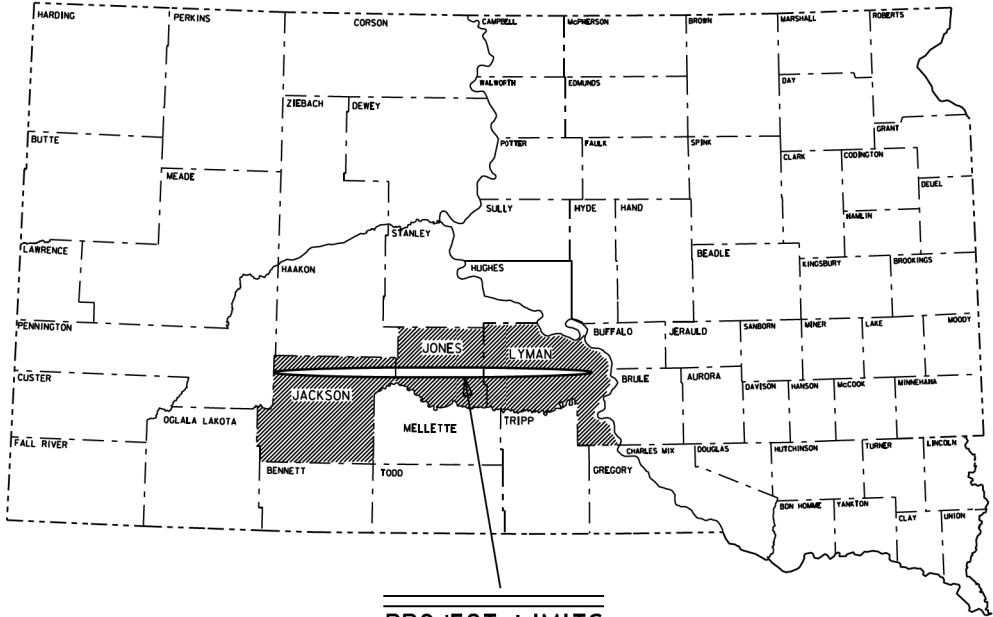 HARDING
PERKINS
CORSON
CAMPBELL
McPHERSON
BROWN
MARSHALL
ROBERTS
WALWORTH
EDMUNDS
DAY
ZIEBACH
DEWEY
GRANT
BUTTE
POTTER
FAULK
SPINK
CLARK
CODINGTON
MEADE
DEUEL
SULLY
HYDE
HAND
HAMLIN
STANLEY
LAWRENCE
HAAKON
HUGHES
BEADLE
KINGSBURY
BROOKINGS
PENNINGTON
BUFFALO
JERAULD
SANBORN
MINER
LAKE
MOODY
JONES
LYMAN
CUSTER
BRULE
AURORA
DAVISON
HANSON
McCOOK
MINNEHAHA
JACKSON
OGLALA LAKOTA
MELLETTE
TRIPP
FALL RIVER
CHARLES MIX
DOUGLAS
HUTCHINSON
TURNER
LINCOLN
BENNETT
TODD
GREGORY
BON HOMME
YANKTON
CLAY
UNION
PROJECT LIMITS